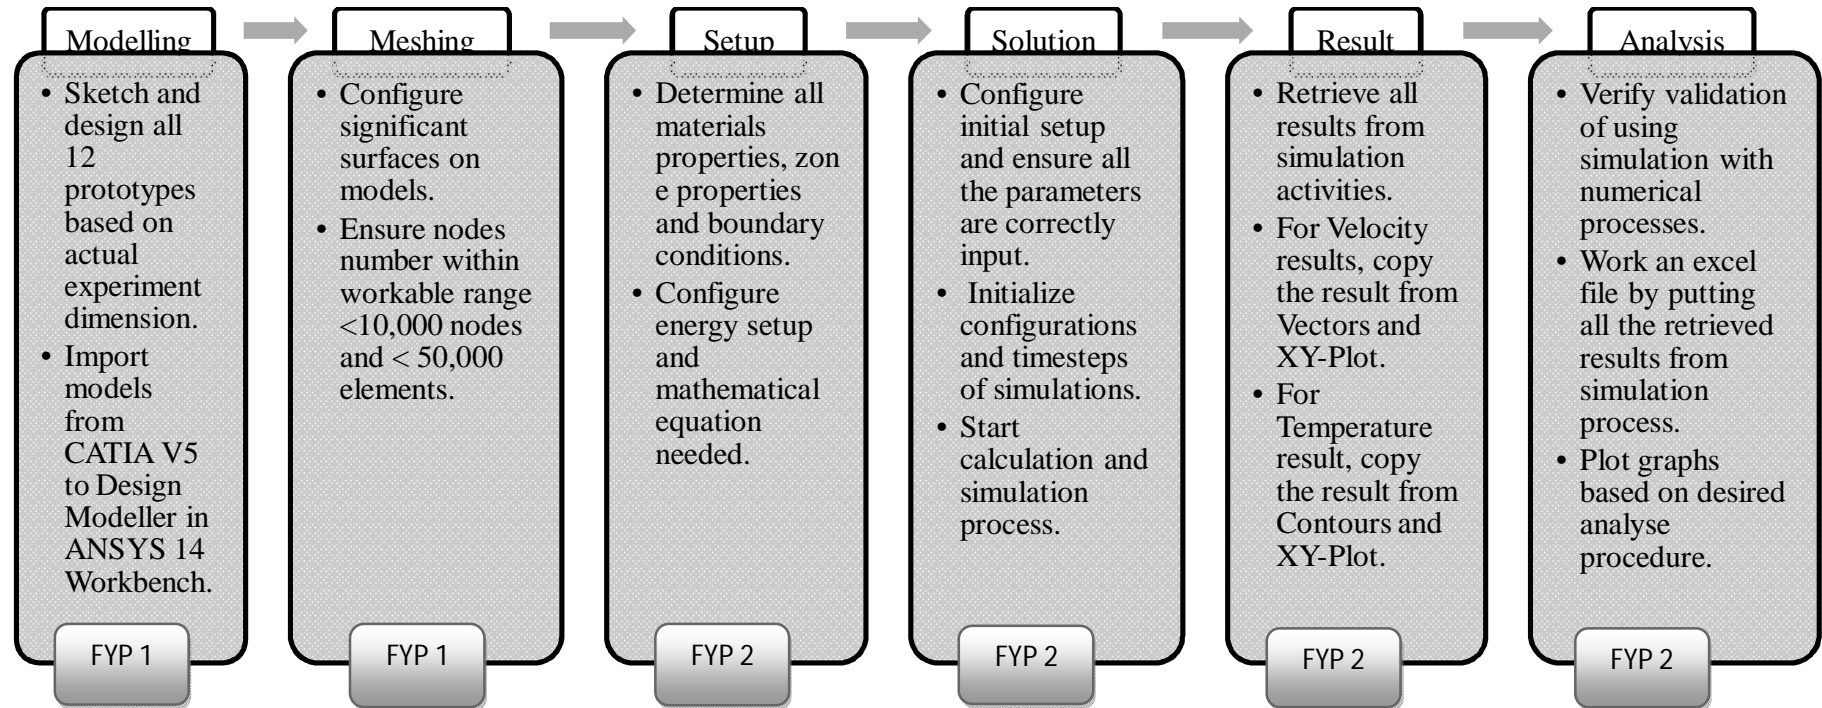 Modelling
• Sketch and
design all
12
prototypes
based on
actual
experiment
dimension.
• Import
models
from
CATIA V5
to Design
Modeller in
ANSYS 14
Workbench.
FYP 1
Meshing
• Configure
significant
surfaces on
models.
• Ensure nodes
number within
workable range
<10,000 nodes
and < 50,000
elements.
FYP 1
Setup
• Determine all
materials
properties, zon
e properties
and boundary
conditions.
• Configure
energy setup
and
mathematical
equation
needed.
FYP 2
Solution
• Configure
initial setup
and ensure all
the parameters
are correctly
input.
• Initialize
configurations
and timesteps
of simulations.
• Start
calculation and
simulation
process.
FYP 2
Result
• Retrieve all
results from
simulation
activities.
• For Velocity
results, copy
the result from
Vectors and
XY-Plot.
• For
Temperature
result, copy
the result from
Contours and
XY-Plot.
FYP 2
Analysis
• Verify validation
of using
simulation with
numerical
processes.
• Work an excel
file by putting
all the retrieved
results from
simulation
process.
• Plot graphs
based on desired
analyse
procedure.
FYP 2